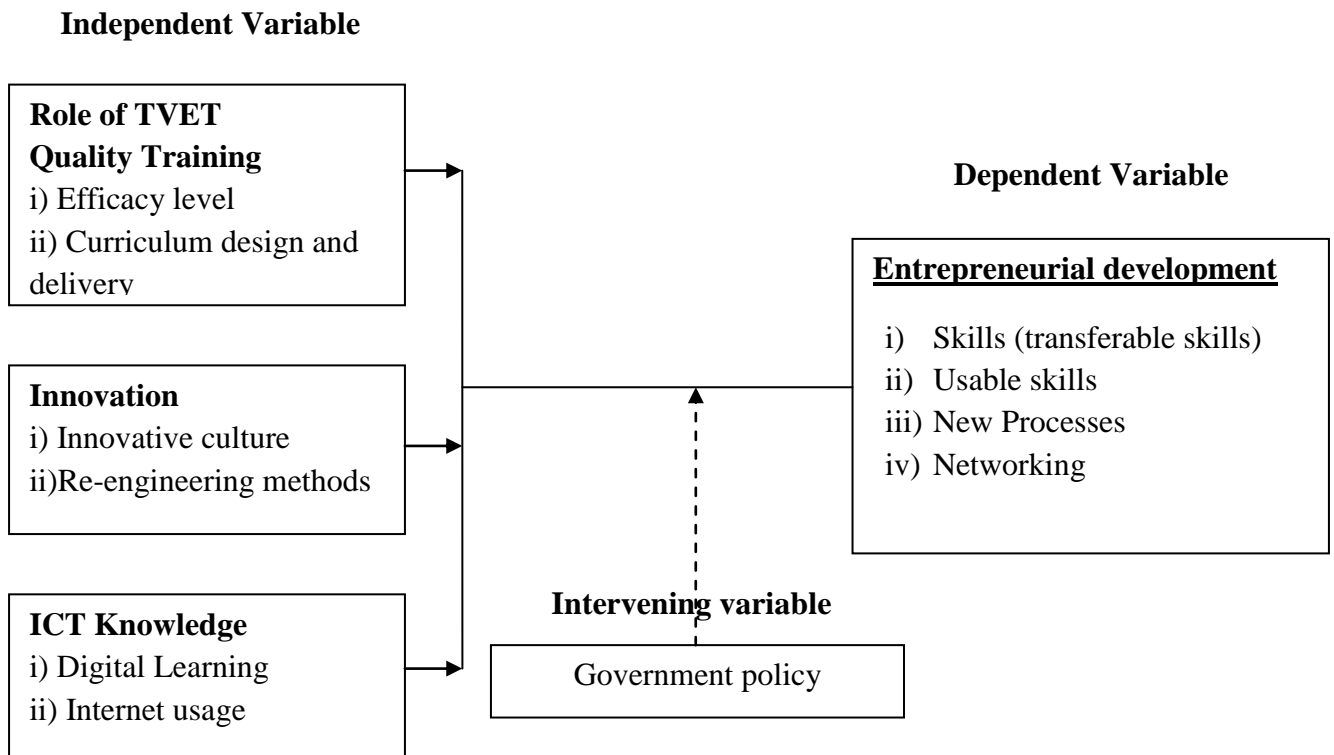 Independent Variable
Role of TVET
Quality Training
i) Efficacy level
ii) Curriculum design and
delivery
Innovation
i) Innovative culture
ii)Re-engineering methods
ICT Knowledge
i) Digital Learning
ii) Internet usage
Intervening variable
Government policy
Dependent Variable
Entrepreneurial development
i) Skills (transferable skills)
ii) Usable skills
iii) New Processes
iv) Networking